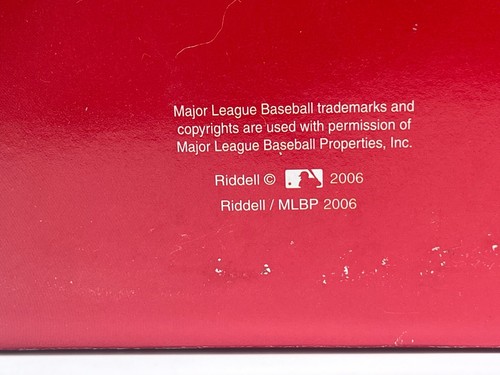 Major League Baseball trademarks and
copyrights are used with permission of
Major League Baseball Properties, Inc.
Riddell © 2006
Riddell / MLBP 2006